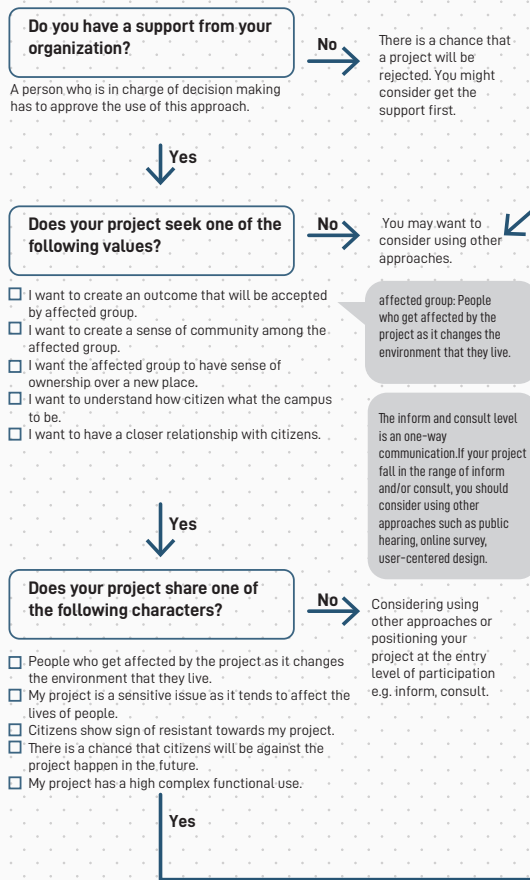 Do you have a support from your
organization?
No
There is a chance that
a project will be
rejected. You might
consider get the
support first.
A person who is in charge of decision making
has to approve the use of this approach.
Yes
Does your project seek one of the
following values?
No
You may want to
consider using other
approaches.
I want to create an outcome that will be accepted
by affected group.
I want to create a sense of community among the
affected group.
I want the affected group to have sense of
ownership over a new place.
I want to understand how citizen what the campus
to be.
I want to have a closer relationship with citizens.
affected group: People
who get affected by the
project as it changes the
environment that they live.
The inform and consult level
is an one-way
communication.If your project
fall in the range of inform
and/or consult, you should
consider using other
approaches such as public
hearing, online survey,
user-centered design.
Yes
Does your project share one of
the following characters?
No
Considering using
other approaches or
positioning your
project at the entry
level of participation
e.g. inform, consult.
People who get affected by the project as it changes
the environment that they live.
My project is a sensitive issue as it tends to affect the
lives of people.
Citizens show sign of resistant towards my project.
There is a chance that citizens will be against the
project happen in the future.
My project has a high complex functional use.
Yes